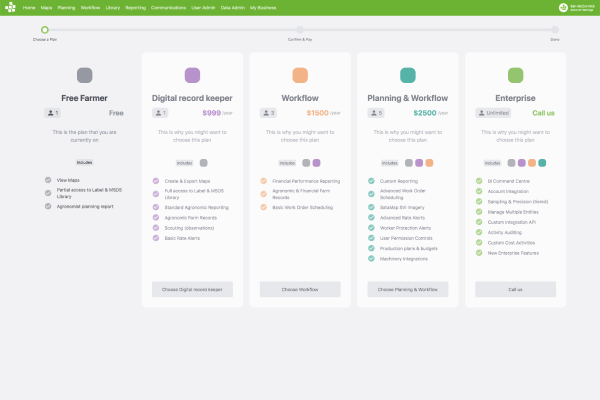 Home Maps Planning Workflow Library Reporting Communications User Admin Data Admin My Business
Choose a Plan
Confirm & Pay
Done
Free Farmer
1 Free
This is the plan that you are
currently on
Includes
View Maps
Partial access to Label & MSDS
Library
Agronomist planning report
Digital record keeper
1 $999 /year
This is why you might want to
choose this plan
Includes
Create & Export Maps
Full access to Label & MSDS
Library
Standard Agronomic Reporting
Agronomic Farm Records
Scouting (observations)
Basic Rate Alerts
Choose Digital record keeper
Workflow
3 $1500 /year
This is why you might want to
choose this plan
Includes
Financial Performance Reporting
Agronomic & Financial Farm
Records
Basic Work Order Scheduling
Choose Workflow
Planning & Workflow
5 $2500 /year
This is why you might want to
choose this plan
Includes
Custom Reporting
Advanced Work Order
Scheduling
Advanced Rate Alerts
Worker Protection Alerts
User Permission Controls
Production plans & budgets
Machinery Integrations
Choose Planning & Workflow
Enterprise
Unlimited Call us
This is why you might want to
choose this plan
Includes
BI Command Centre
Account Integration
Sampling & Precision (tiered)
Manage Multiple Entities
Custom Integration API
Activity Auditing
Custom Cost Activities
New Enterprise Features
Call us